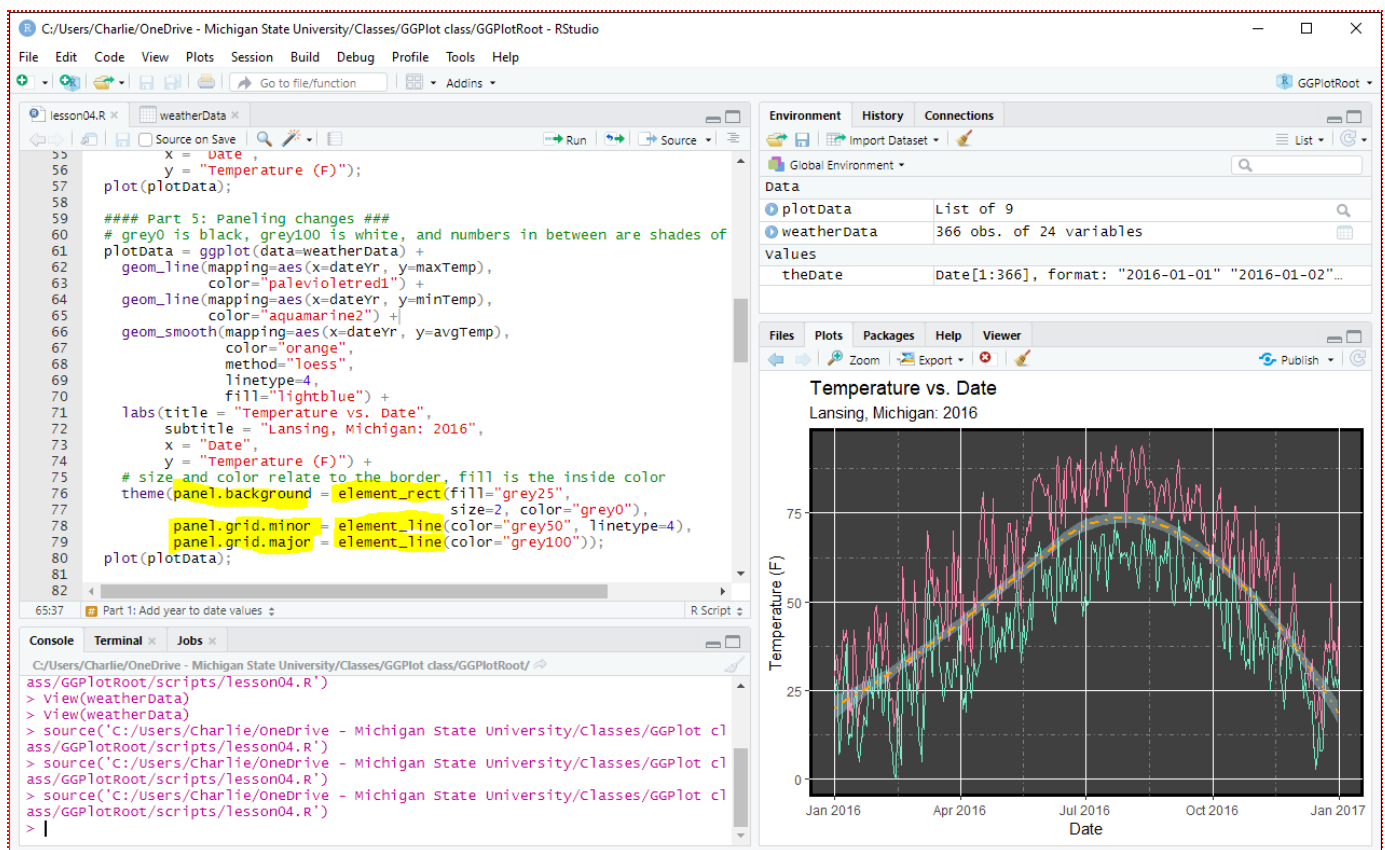 C:/Users/Charlie/OneDrive - Michigan State University/Classes/GGPlot class/GGPlotRoot - RStudio
File Edit Code View Plots Session Build Debug Profile Tools Help
Go to file/function Addins GGPlotRoot
lesson04.R weatherData
Source on Save Run Source
55 x = "Date",
56 y = "Temperature (F)");
57 plot(plotData);
58
59 #### Part 5: Paneling changes ###
60 # grey0 is black, grey100 is white, and numbers in between are shades of
61 plotData = ggplot(data=weatherData) +
62 geom_line(mapping=aes(x=dateYr, y=maxTemp),
63 color="palevioletred1") +
64 geom_line(mapping=aes(x=dateYr, y=minTemp),
65 color="aquamarine2") +
66 geom_smooth(mapping=aes(x=dateYr, y=avgTemp),
67 color="orange",
68 method="loess",
69 linetype=4,
70 fill="lightblue") +
71 labs(title = "Temperature vs. Date",
72 subtitle = "Lansing, Michigan: 2016",
73 x = "Date",
74 y = "Temperature (F)") +
75 # size and color relate to the border, fill is the inside color
76 theme(panel.background = element_rect(fill="grey25",
77 size=2, color="grey0"),
78 panel.grid.minor = element_line(color="grey50", linetype=4),
79 panel.grid.major = element_line(color="grey100"));
80 plot(plotData);
81
82
65:37 # Part 1: Add year to date values R Script
Console Terminal Jobs
C:/Users/Charlie/OneDrive - Michigan State University/Classes/GGPlot class/GGPlotRoot/
ass/GGPlotRoot/scripts/lesson04.R')
> View(weatherData)
> View(weatherData)
> source('C:/Users/Charlie/OneDrive - Michigan State University/Classes/GGPlot cl
ass/GGPlotRoot/scripts/lesson04.R')
> source('C:/Users/Charlie/OneDrive - Michigan State University/Classes/GGPlot cl
ass/GGPlotRoot/scripts/lesson04.R')
> source('C:/Users/Charlie/OneDrive - Michigan State University/Classes/GGPlot cl
ass/GGPlotRoot/scripts/lesson04.R')
>
Environment History Connections
Import Dataset List
Global Environment
Data
plotData List of 9
weatherData 366 obs. of 24 variables
Values
theDate Date[1:366], format: "2016-01-01" "2016-01-02"…
Files Plots Packages Help Viewer
Zoom Export Publish
Temperature vs. Date
Lansing, Michigan: 2016
Temperature (F)
75
50
25
0
Jan 2016 Apr 2016 Jul 2016 Oct 2016 Jan 2017
Date